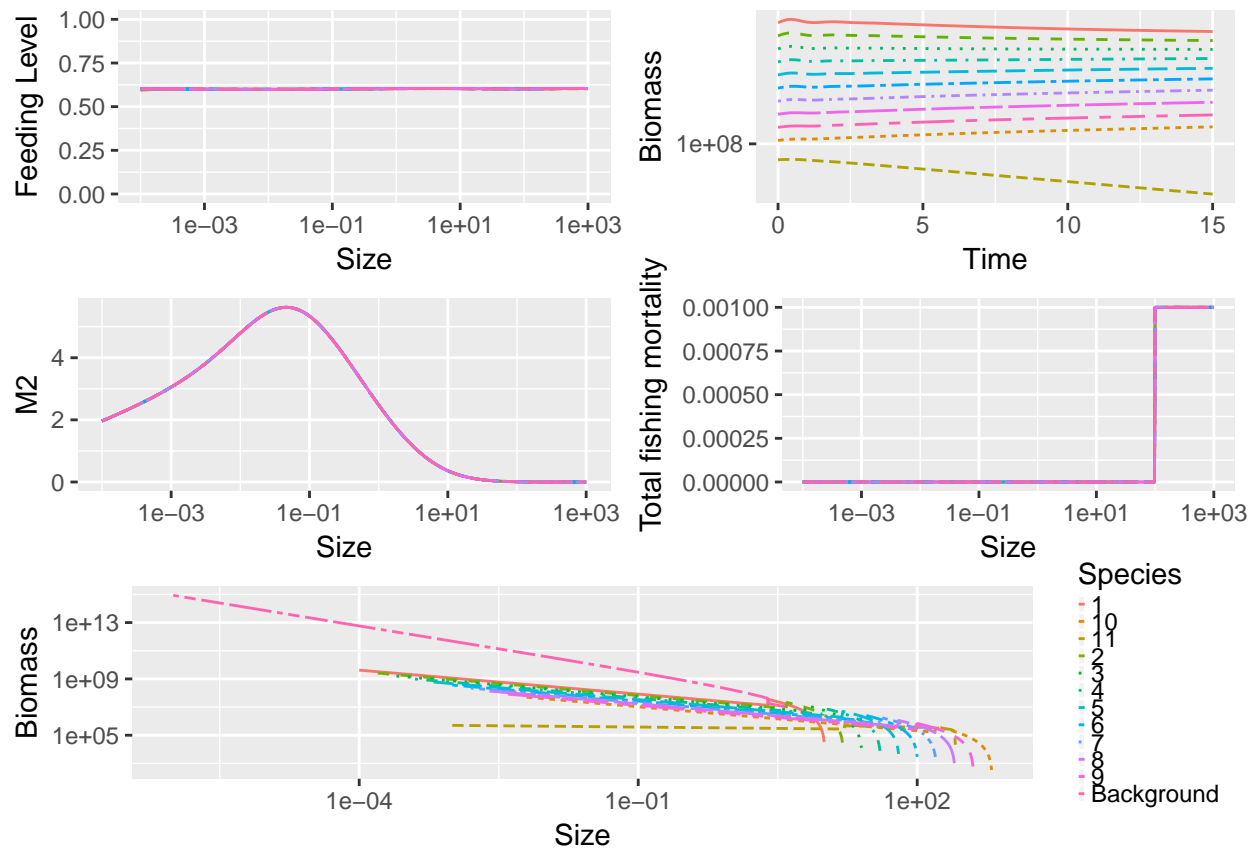 Feeding Level
1.00
0.75
0.50
0.25
0.00
1e−03
1e−01
1e+01
1e+03
Size
Biomass
1e+08
0
5
10
15
Time
M2
4
2
0
1e−03
1e−01
1e+01
1e+03
Size
Total fishing mortality
0.00100
0.00075
0.00050
0.00025
0.00000
1e−03
1e−01
1e+01
1e+03
Size
Biomass
1e+13
1e+09
1e+05
1e−04
1e−01
1e+02
Size
Species
1
10
11
2
3
4
5
6
7
8
9
Background